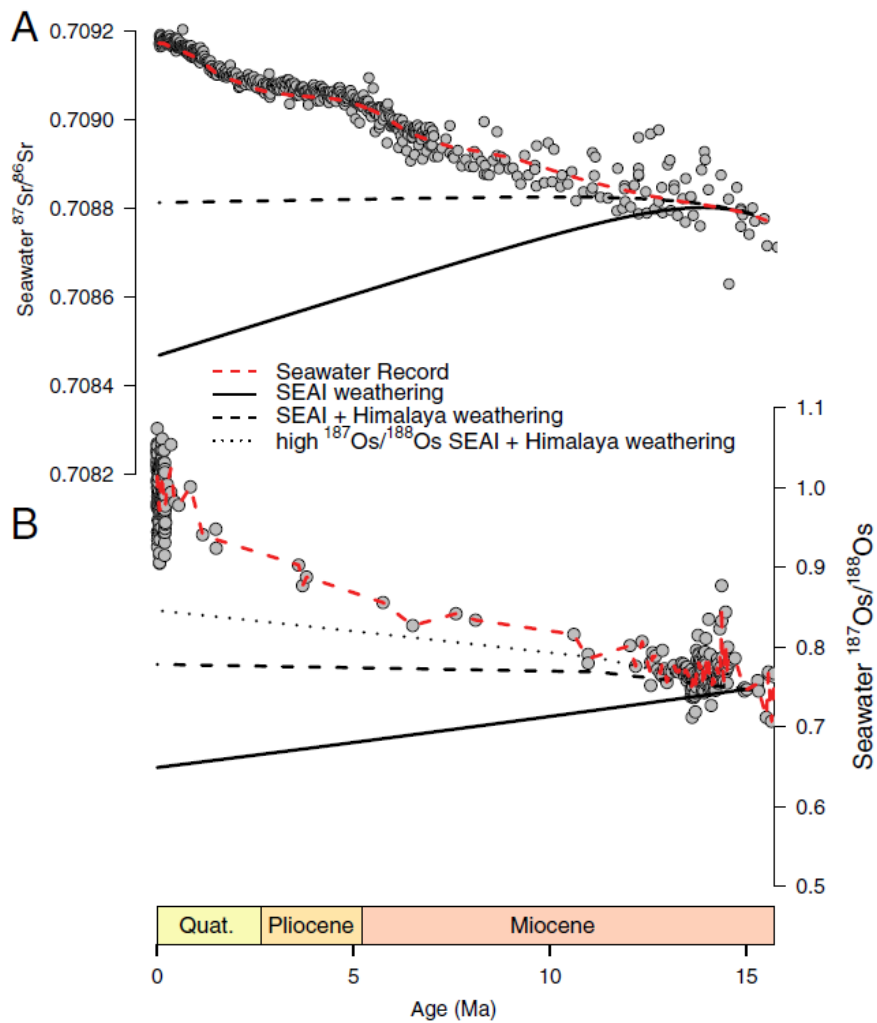 A
0.7092
0.7090
0.7088
0.7086
0.7084
0.7082
Seawater ⁸⁷Sr/⁸⁶Sr
Seawater Record
SEAI weathering
SEAI + Himalaya weathering
high ¹⁸⁷Os/¹⁸⁸Os SEAI + Himalaya weathering
B
1.1
1.0
0.9
0.8
0.7
0.6
0.5
Seawater ¹⁸⁷Os/¹⁸⁸Os
Quat. Pliocene Miocene
0 5 10 15
Age (Ma)